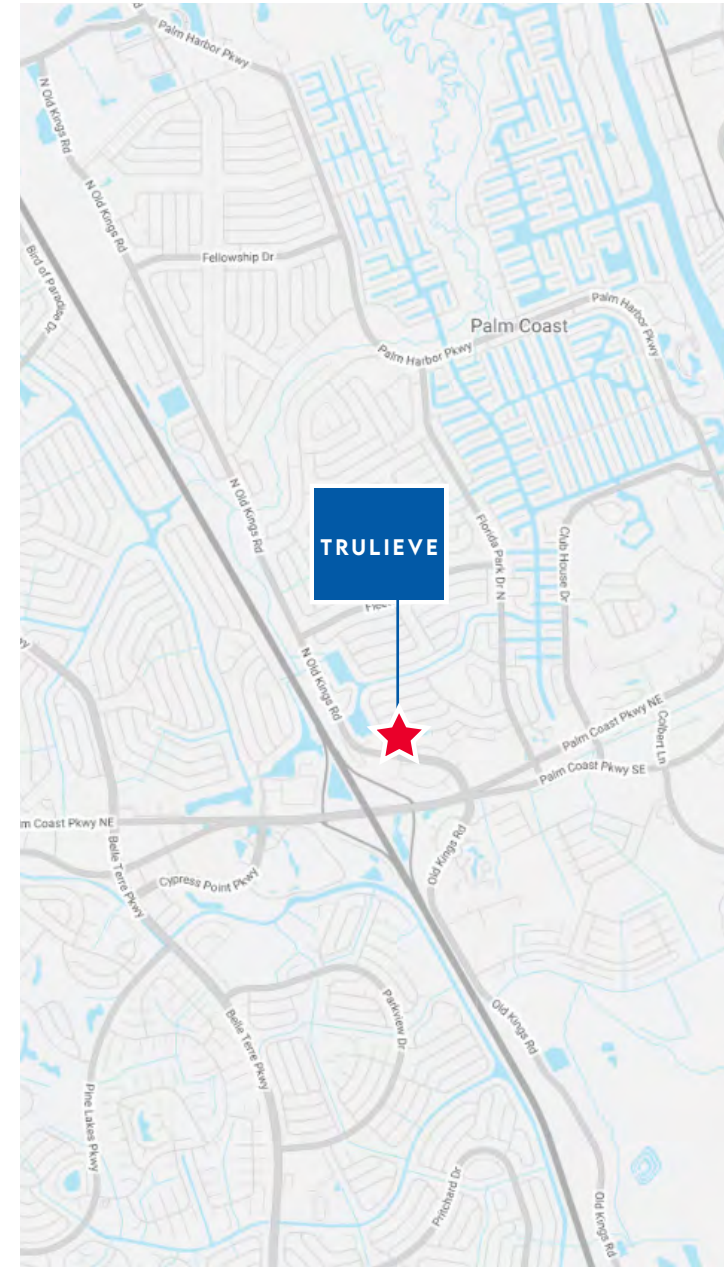 Palm Harbor Pkwy
N Old Kings Rd
N Old Kings Rd
Bird of Paradise Dr
Fellowship Dr
Palm Harbor Pkwy
Palm Coast
Palm Harbor Pkwy
N Old Kings Rd
TRULIEVE
Florida Park Dr N
Club House Dr
N Old Kings Rd
Palm Coast Pkwy NE
Colbert Ln
Palm Coast Pkwy SE
Coast Pkwy NE
Belle Terre Pkwy
Cypress Point Pkwy
Old Kings Rd
Parkview Dr
Belle Terre Pkwy
Old Kings Rd
Pine Lakes Pkwy
Pritchard Dr
Old Kings Rd